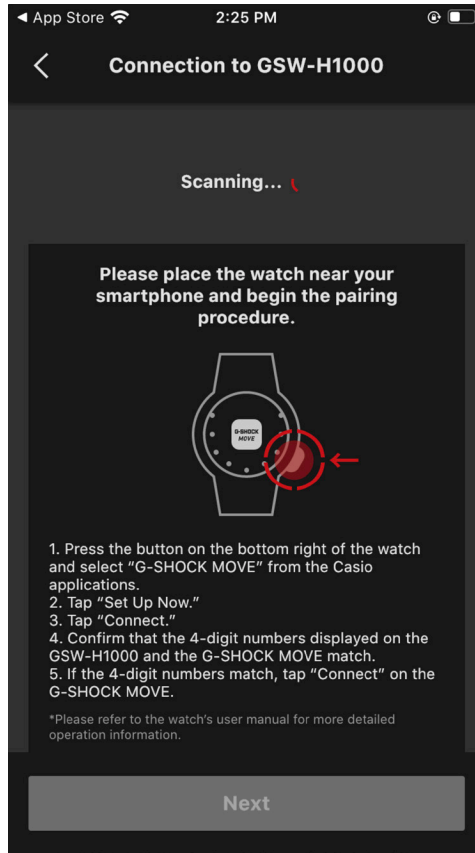 ◀ App Store 2:25 PM
Connection to GSW-H1000
Scanning...
Please place the watch near your
smartphone and begin the pairing
procedure.
G-SHOCK
MOVE
1. Press the button on the bottom right of the watch
and select “G-SHOCK MOVE” from the Casio
applications.
2. Tap “Set Up Now.”
3. Tap “Connect.”
4. Confirm that the 4-digit numbers displayed on the
GSW-H1000 and the G-SHOCK MOVE match.
5. If the 4-digit numbers match, tap “Connect” on the
G-SHOCK MOVE.
*Please refer to the watch’s user manual for more detailed
operation information.
Next